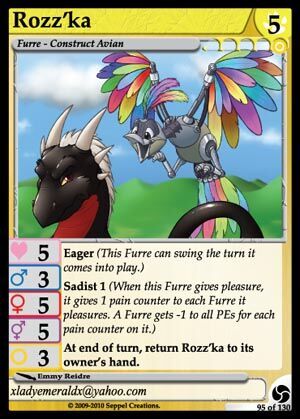 Rozz'ka 5
Furre - Construct Avian
5 Eager (This Furre can swing the turn it
comes into play.)
3 Sadist 1 (When this Furre gives pleasure,
it gives 1 pain counter to each Furre it
5 pleasures. A Furre gets -1 to all PEs for each
5 pain counter on it.)
3 At end of turn, return Rozz'ka to its
owner's hand.
Emmy Reidre
xladyemeraldx@yahoo.com
©2009-2010 Seppel Creations.
95 of 130